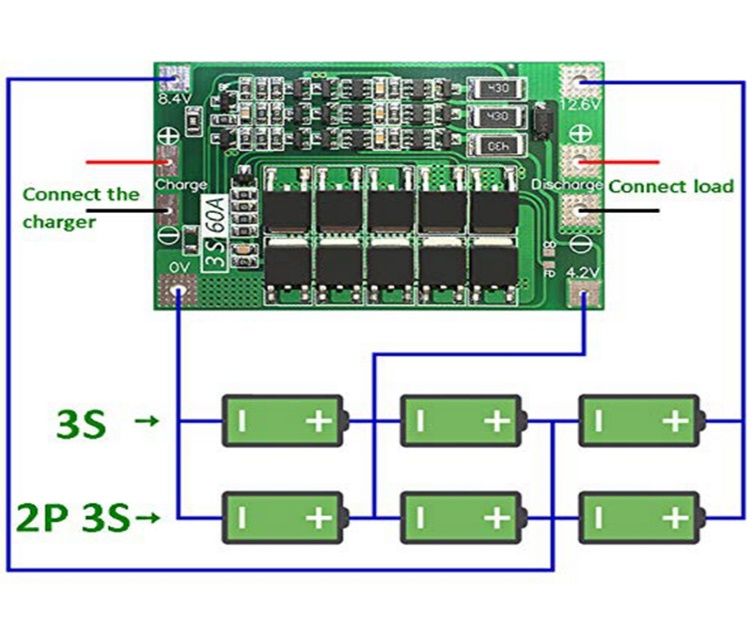 8.4V
430
12.6V
430
430
Charge
Discharge
Connect the
charger
Connect load
3S 60A
0V
4.2V
3S
2P 3S